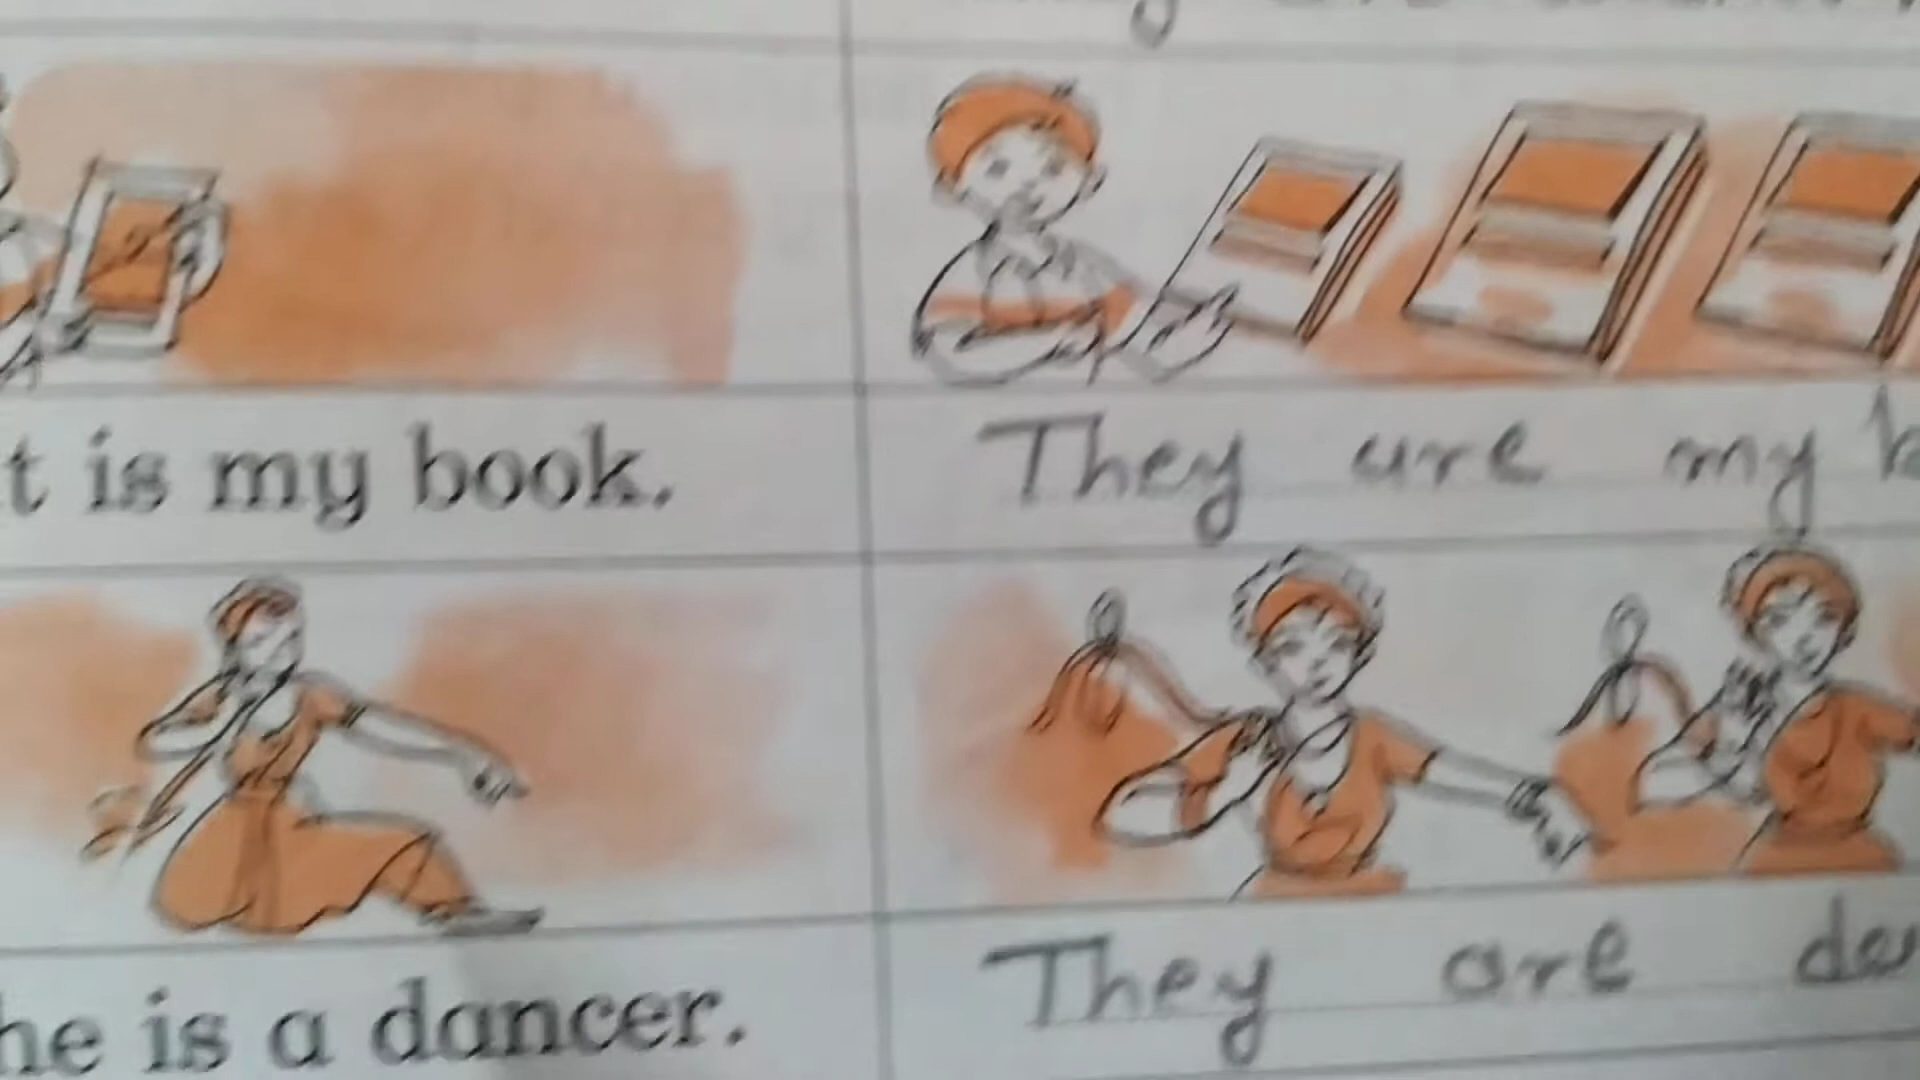 t is my book.
They are my
he is a dancer.
They are